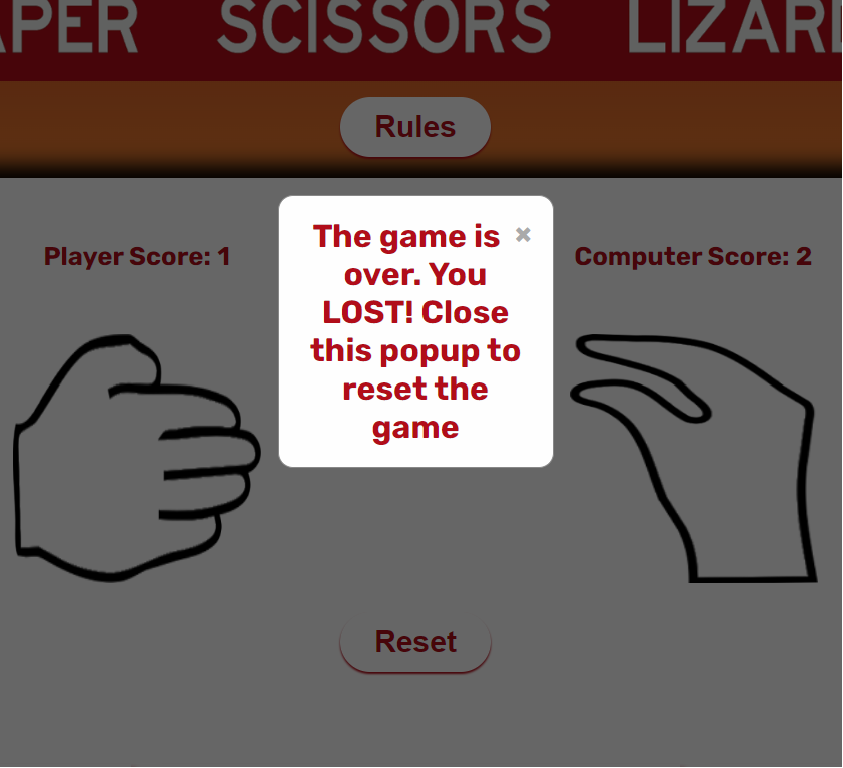 APER SCISSORS LIZARD
Rules
Player Score: 1
Computer Score: 2
The game is
over. You
LOST! Close
this popup to
reset the
game
Reset